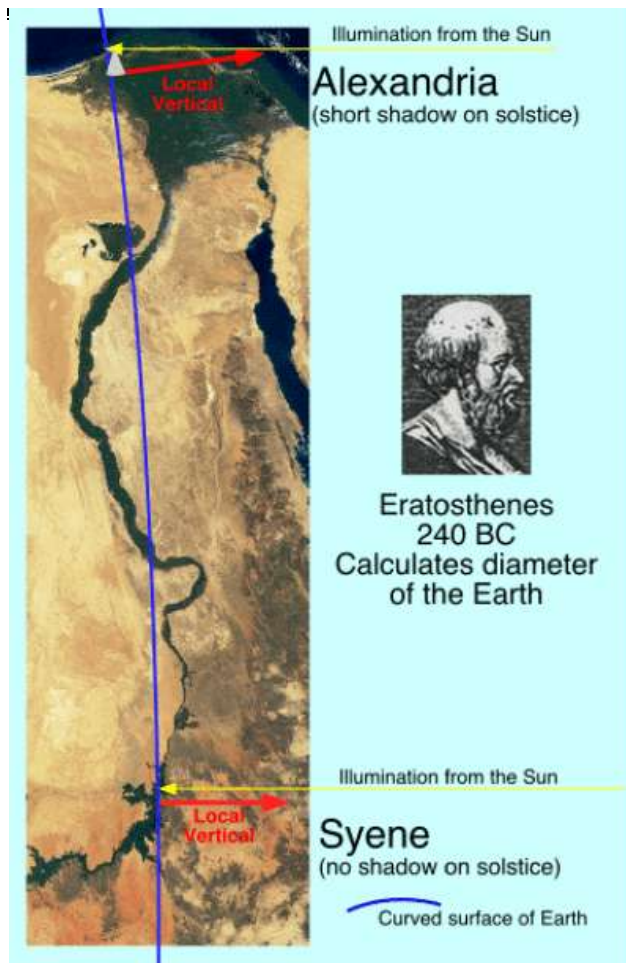 !
Illumination from the Sun
Local
Vertical
Alexandria
(short shadow on solstice)
Eratosthenes
240 BC
Calculates diameter
of the Earth
Illumination from the Sun
Local
Vertical
Syene
(no shadow on solstice)
Curved surface of Earth